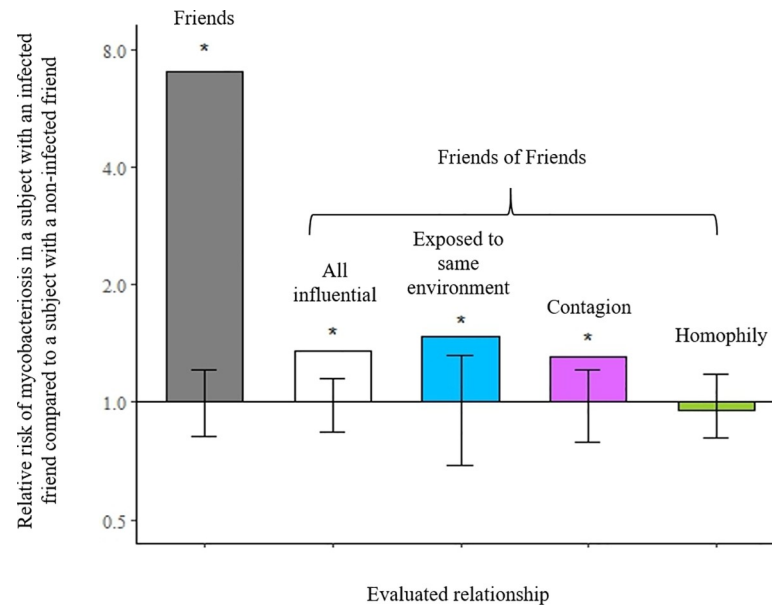 Relative risk of mycobacteriosis in a subject with an infected
friend compared to a subject with a non-infected friend
8.0
4.0
2.0
1.0
0.5
Friends
*
Friends of Friends
All
influential
*
Exposed to
same
environment
*
Contagion
*
Homophily
Evaluated relationship